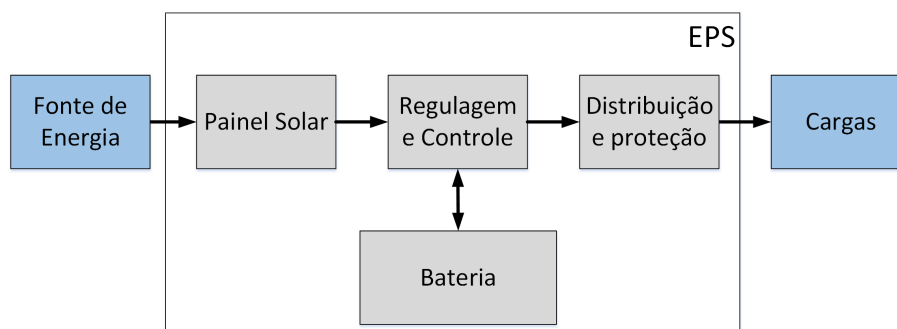 EPS
Fonte de
Energia
Painel Solar
Regulagem
e Controle
Distribuição
e proteção
Cargas
Bateria